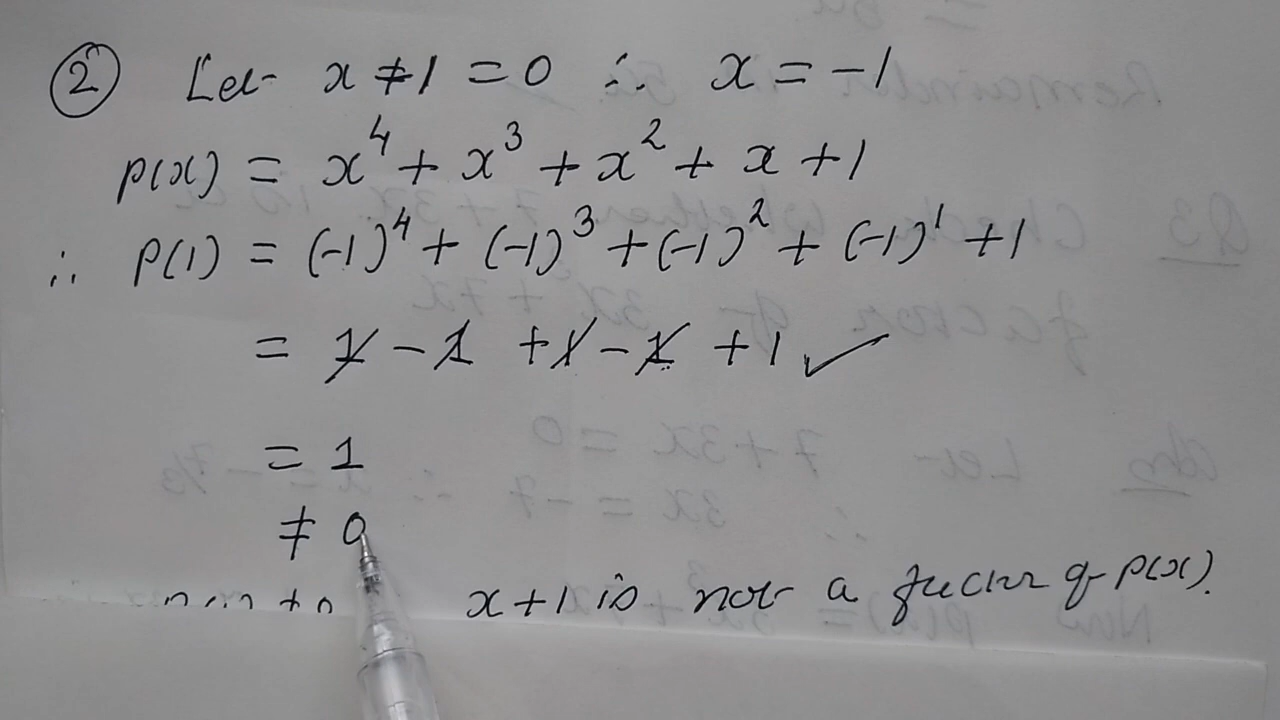 ② Let x + 1 = 0 ∴ x = -1
p(x) = x⁴ + x³ + x² + x + 1
∴ p(1) = (-1)⁴ + (-1)³ + (-1)² + (-1)¹ + 1
= 1 - 1 + 1 - 1 + 1 ✓
= 1
≠ 0
x + 1 is not a factor of p(x).